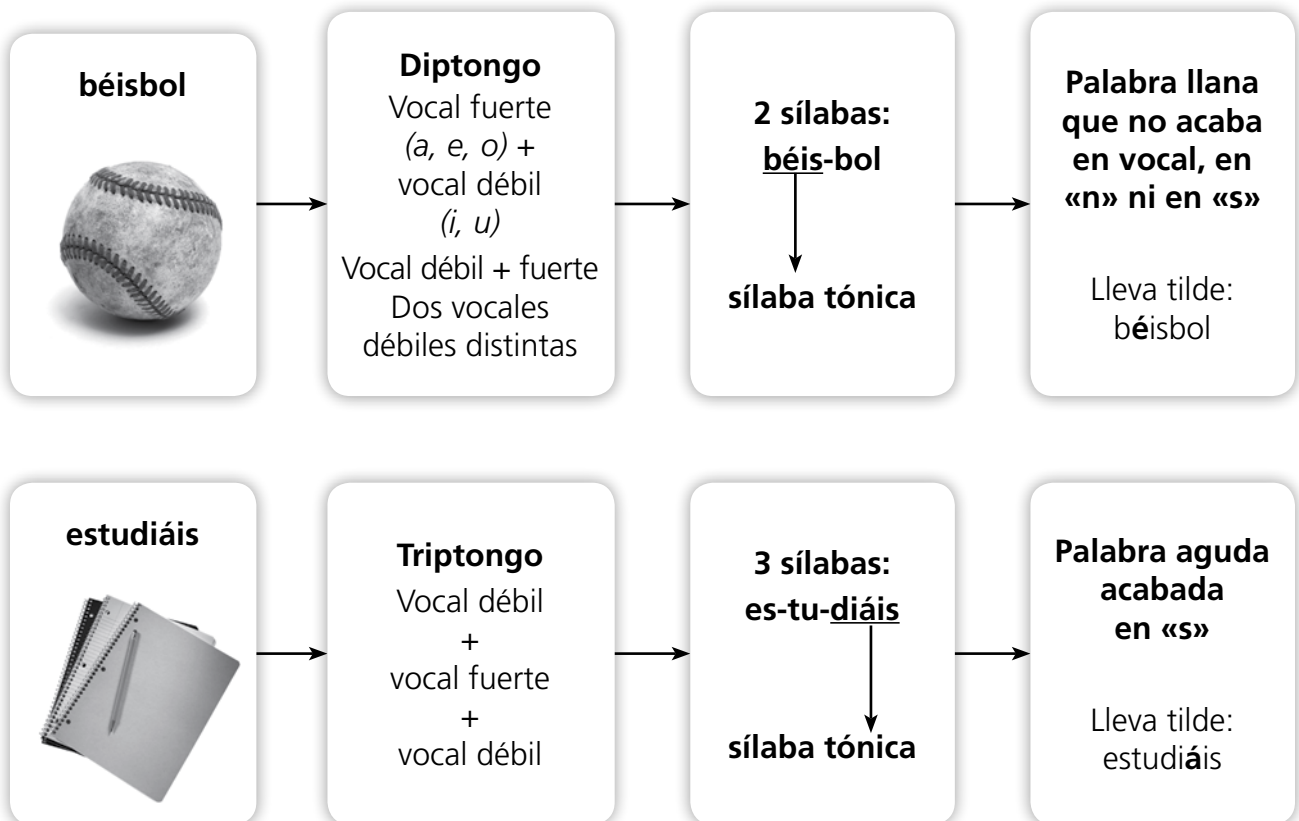 béisbol
Diptongo
Vocal fuerte
(a, e, o) +
vocal débil
(i, u)
Vocal débil + fuerte
Dos vocales
débiles distintas
2 sílabas:
béis-bol
sílaba tónica
Palabra llana
que no acaba
en vocal, en
«n» ni en «s»
Lleva tilde:
béisbol
estudiáis
Triptongo
Vocal débil
+
vocal fuerte
+
vocal débil
3 sílabas:
es-tu-diáis
sílaba tónica
Palabra aguda
acabada
en «s»
Lleva tilde:
estudiáis